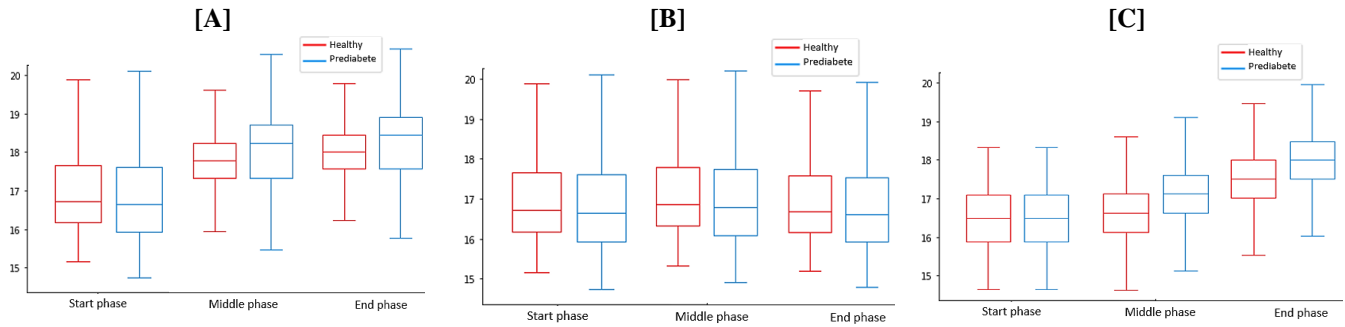 [A]
Healthy
Prediabete
20
19
18
17
16
15
Start phase
Middle phase
End phase
[B]
Healthy
Prediabete
20
19
18
17
16
15
Start phase
Middle phase
End phase
[C]
Healthy
Prediabete
20
19
18
17
16
15
Start phase
Middle phase
End phase